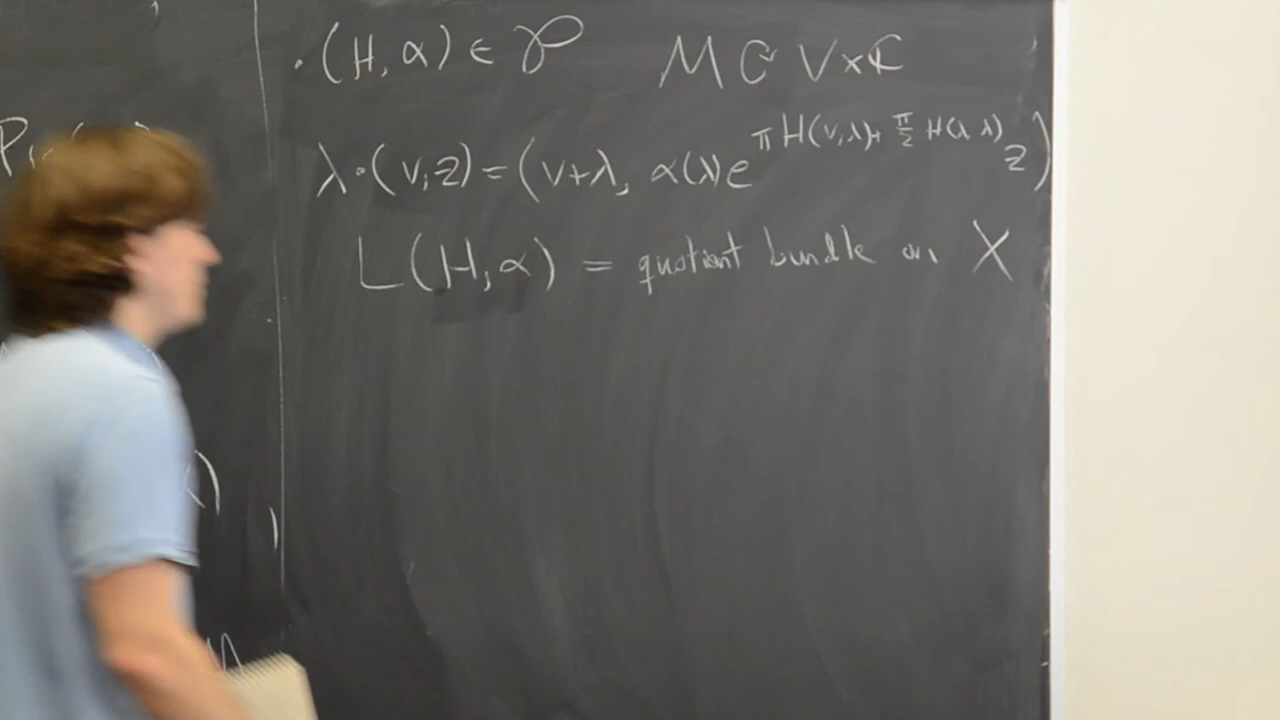 · (H, α) ∈ 𝒫   M ↻ V×ℂ
λ·(v, z) = (v+λ, α(λ)e^{πH(v,λ)+ π/2 H(λ,λ)} z)
L(H, α) = quotient bundle on X